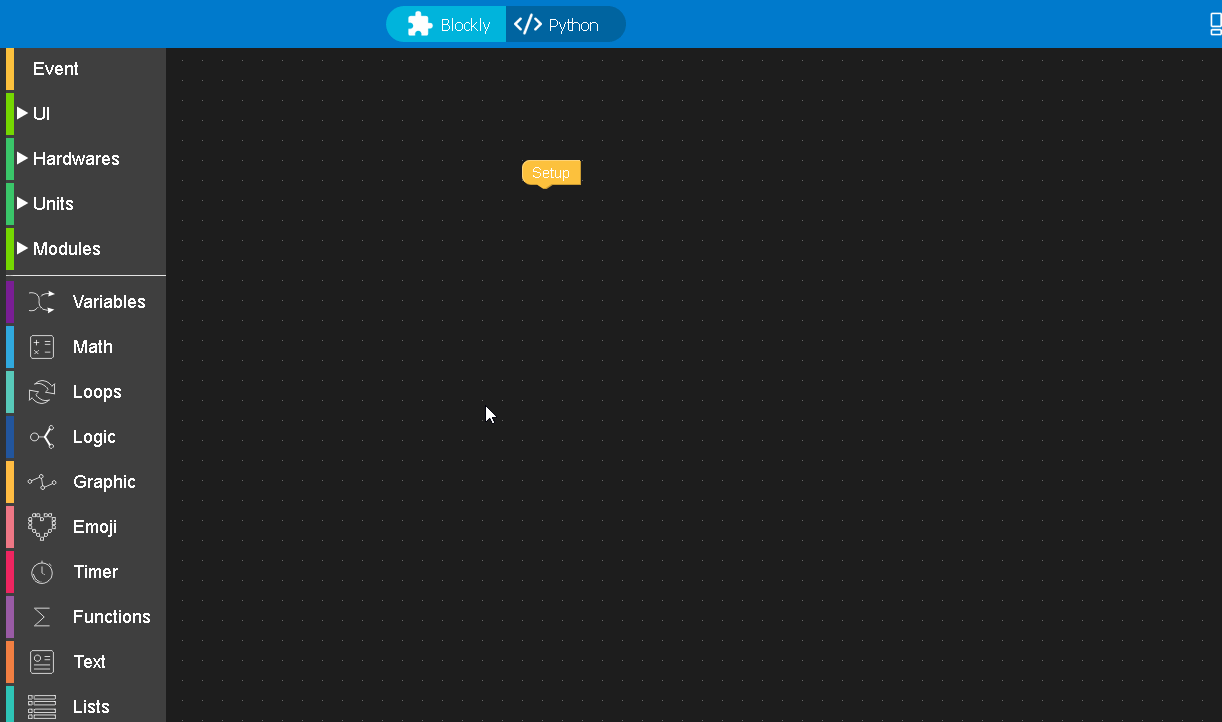 Blockly
Python
Event
UI
Hardwares
Units
Modules
Variables
Math
Loops
Logic
Graphic
Emoji
Timer
Functions
Text
Lists
Setup